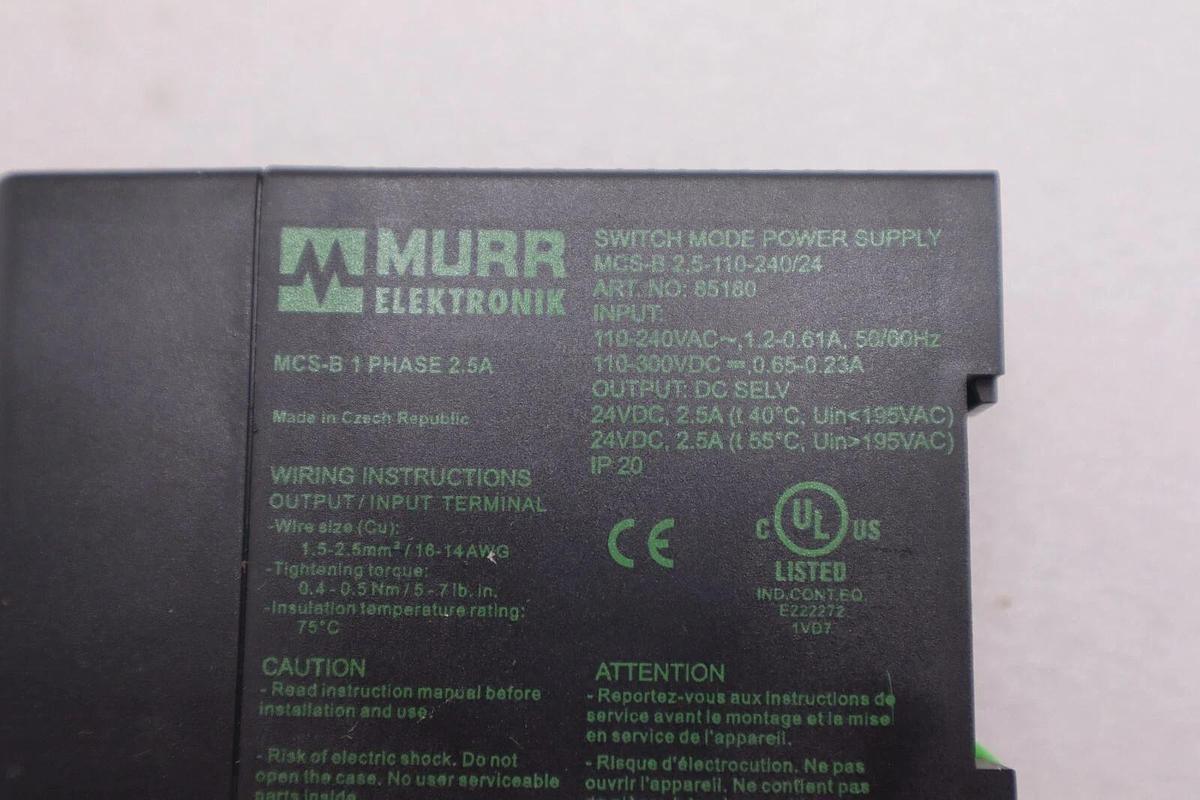 MURR
ELEKTRONIK
MCS-B 1 PHASE 2.5A
Made in Czech Republic
SWITCH MODE POWER SUPPLY
MCS-B 2,5-110-240/24
ART. NO: 85180
INPUT:
110-240VAC~,1.2-0.61A, 50/60Hz
110-300VDC ⎓,0.65-0.23A
OUTPUT: DC SELV
24VDC, 2.5A (t 40°C, Uin<195VAC)
24VDC, 2.5A (t 55°C, Uin>195VAC)
IP 20
WIRING INSTRUCTIONS
OUTPUT/INPUT TERMINAL
-Wire size (Cu):
1.5-2.5mm²/16-14AWG
-Tightening torque:
0.4-0.5Nm/5-7lb.in.
-Insulation temperature rating:
75°C
CE
C UL US
LISTED
IND.CONT.EQ.
E222272
1VD7
CAUTION
- Read instruction manual before
installation and use.
- Risk of electric shock. Do not
open the case. No user serviceable
parts inside.
ATTENTION
- Reportez-vous aux instructions de
service avant le montage et la mise
en service de l'appareil.
- Risque d'électrocution. Ne pas
ouvrir l'appareil. Ne contient pas